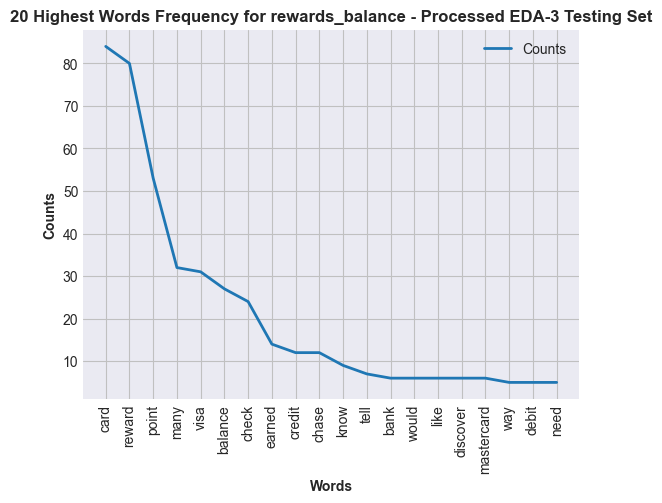 20 Highest Words Frequency for rewards_balance - Processed EDA-3 Testing Set
Counts
80
70
60
50
40
30
20
10
Counts
card
reward
point
many
visa
balance
check
earned
credit
chase
know
tell
bank
would
like
discover
mastercard
way
debit
need
Words